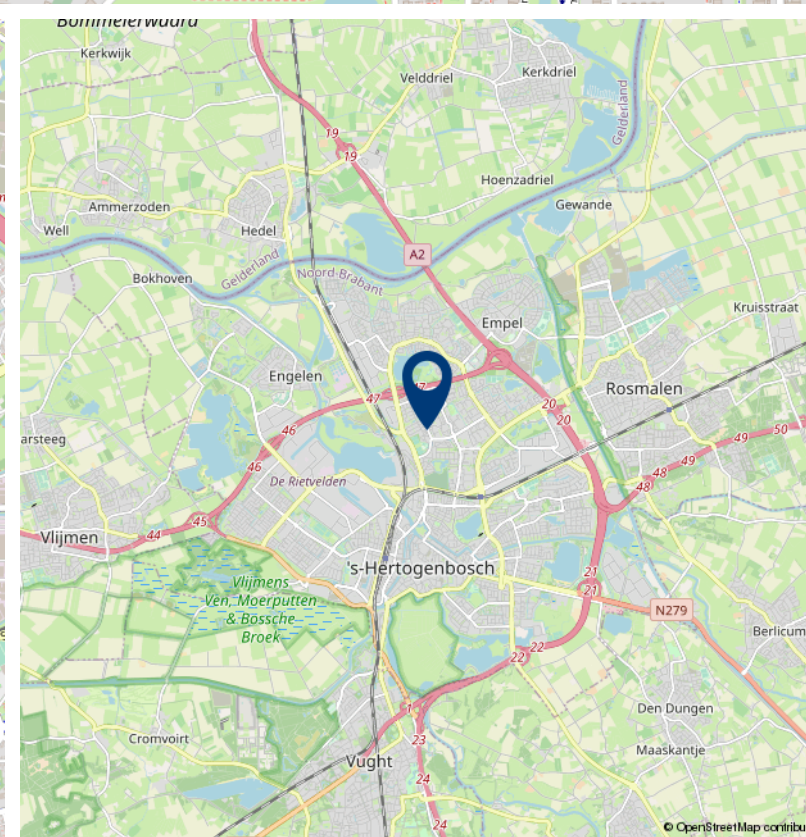 Bommelerwaard
Kerkwijk
Velddriel
Kerkdriel
Gelderland
19
19
Hoenzadriel
Gewande
Ammerzoden
Well
Hedel
A2
Gelderland
Noord-Brabant
Bokhoven
Kruisstraat
Empel
Engelen
Rosmalen
47
47
20
20
46
46
arsteeg
50
49
49
48
48
De Rietvelden
45
44
Vlijmen
's-Hertogenbosch
Vlijmens
Ven, Moerputten
& Bossche
Broek
21
21
N279
Berlicum
22
22
1
Den Dungen
23
Cromvoirt
Maaskantje
Vught
24
24
© OpenStreetMap contribu